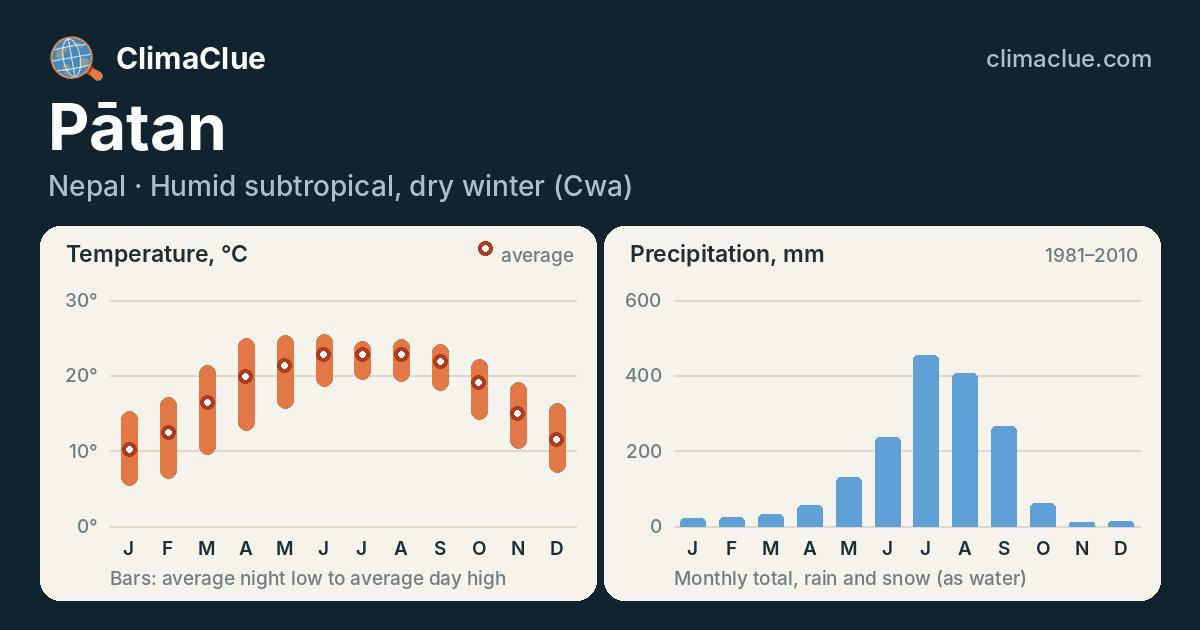 ClimaClue
climaclue.com
Pātan
Nepal · Humid subtropical, dry winter (Cwa)
Temperature, °C
average
30°
20°
10°
0°
J F M A M J J A S O N D
Bars: average night low to average day high
Precipitation, mm
1981–2010
600
400
200
0
J F M A M J J A S O N D
Monthly total, rain and snow (as water)